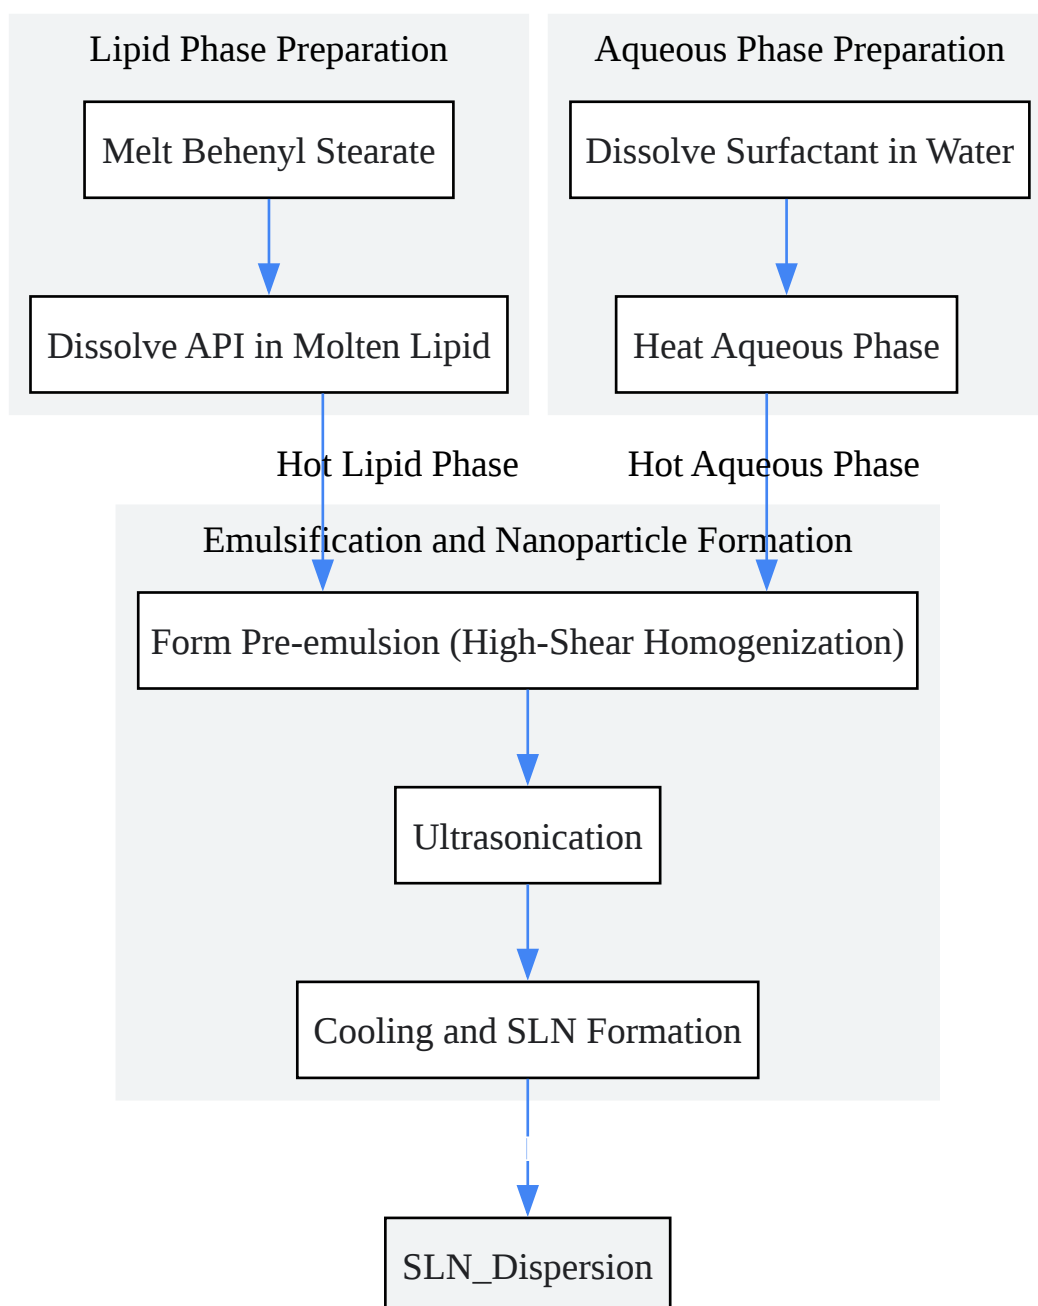 Lipid Phase Preparation
Melt Behenyl Stearate
Dissolve API in Molten Lipid
Aqueous Phase Preparation
Dissolve Surfactant in Water
Heat Aqueous Phase
Hot Lipid Phase
Hot Aqueous Phase
Emulsification and Nanoparticle Formation
Form Pre-emulsion (High-Shear Homogenization)
Ultrasonication
Cooling and SLN Formation
SLN_Dispersion